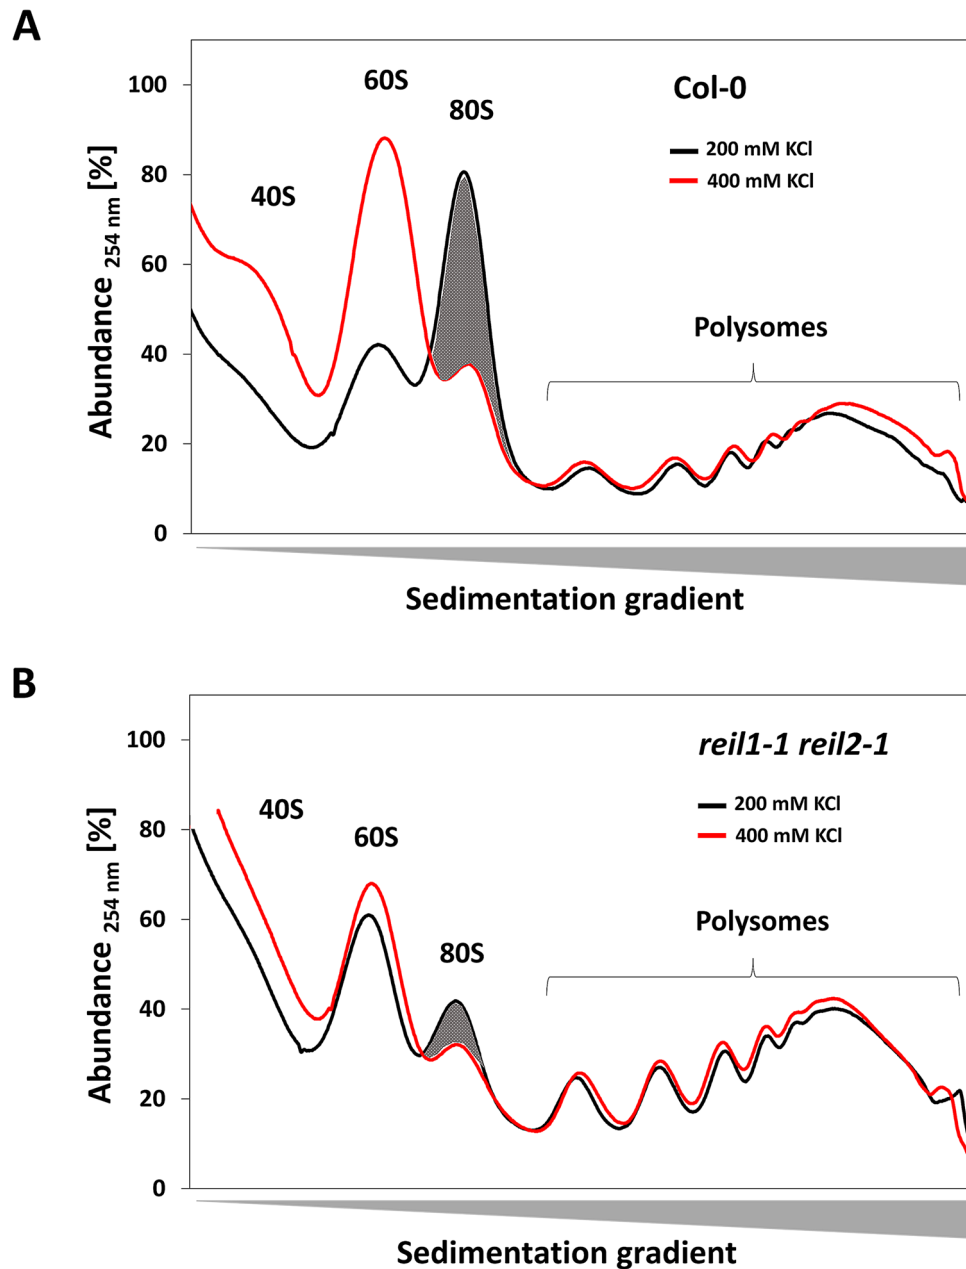 A
100
80
60
40
20
0
Abundance 254 nm [%]
40S
60S
80S
Col-0
200 mM KCl
400 mM KCl
Polysomes
Sedimentation gradient
B
100
80
60
40
20
0
Abundance 254 nm [%]
40S
60S
80S
reil1-1 reil2-1
200 mM KCl
400 mM KCl
Polysomes
Sedimentation gradient